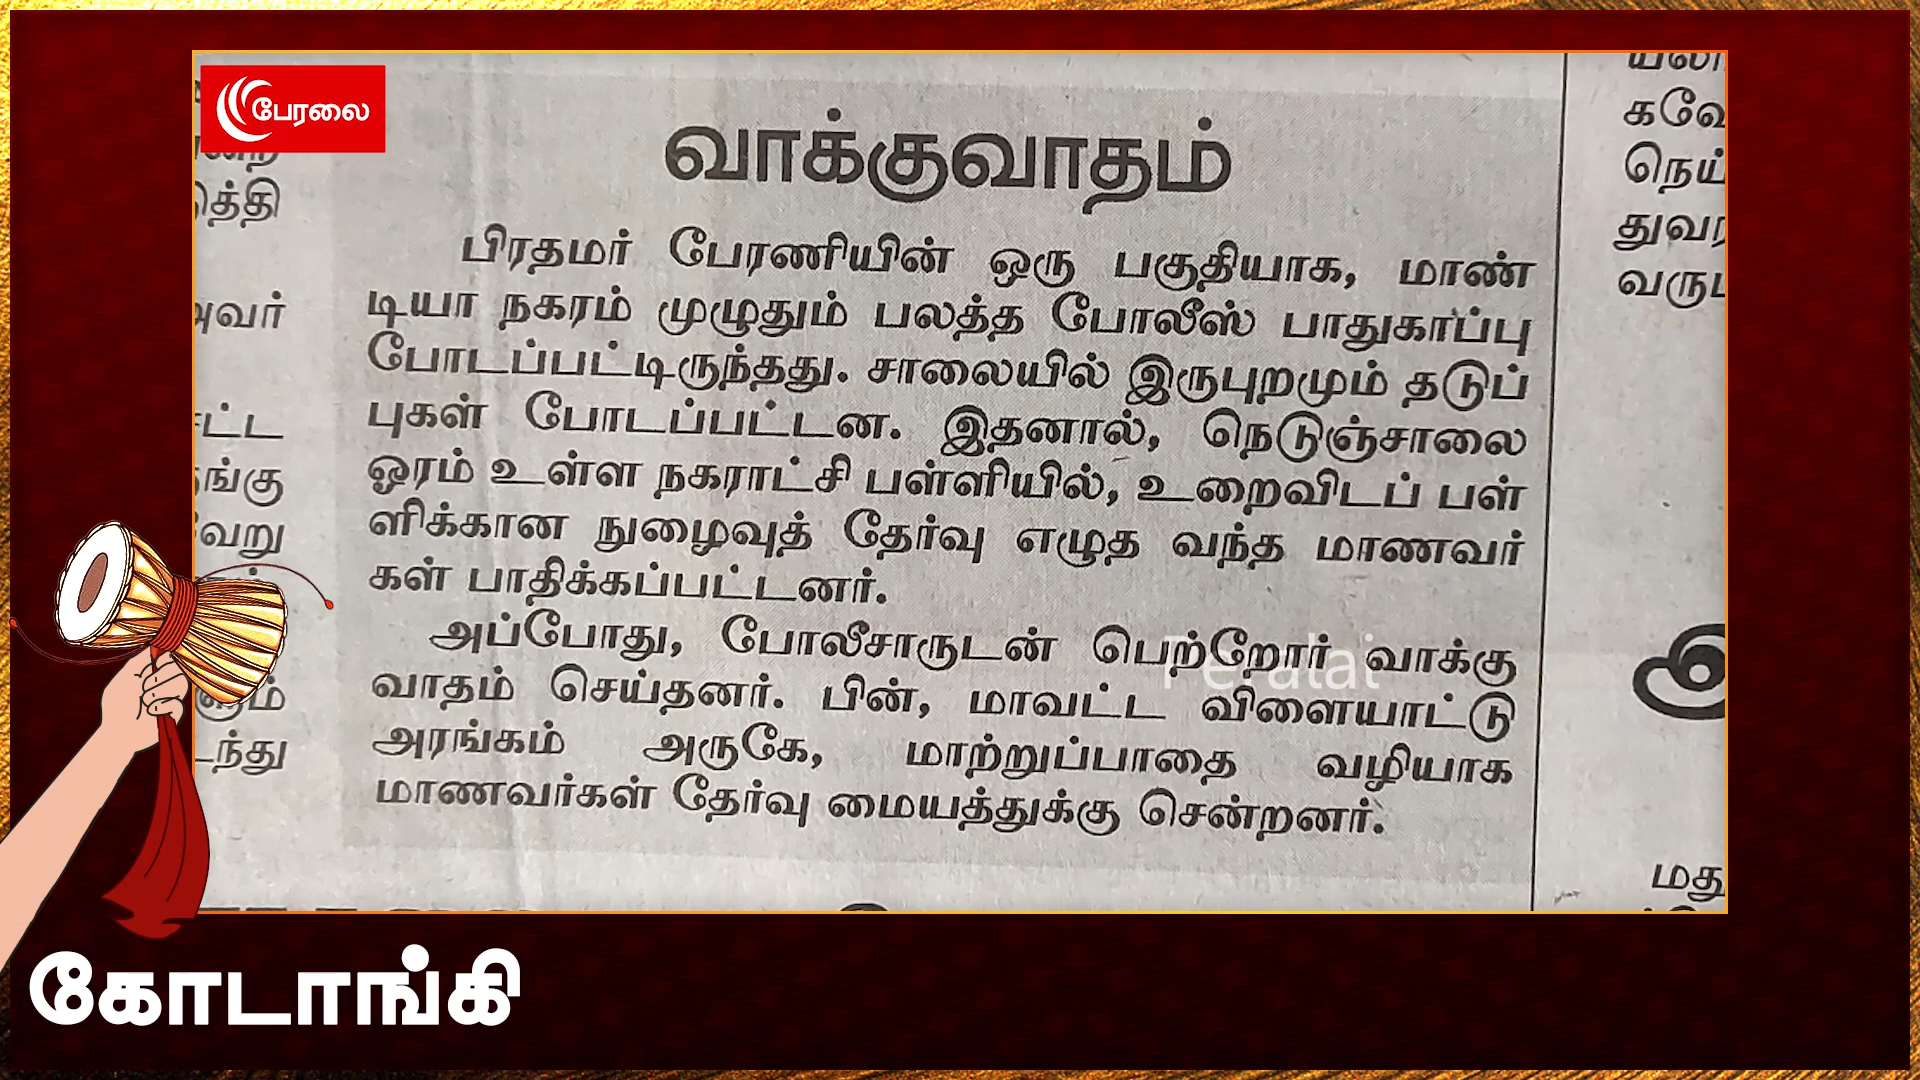 பேரலை
வாக்குவாதம்
பிரதமர் பேரணியின் ஒரு பகுதியாக, மாண்
டியா நகரம் முழுதும் பலத்த போலீஸ் பாதுகாப்பு
போடப்பட்டிருந்தது. சாலையில் இருபுறமும் தடுப்
புகள் போடப்பட்டன. இதனால், நெடுஞ்சாலை
ஓரம் உள்ள நகராட்சி பள்ளியில், உறைவிடப் பள்
ளிக்கான நுழைவுத் தேர்வு எழுத வந்த மாணவர்
கள் பாதிக்கப்பட்டனர்.
அப்போது, போலீசாருடன் பெற்றோர் வாக்கு
வாதம் செய்தனர். பின், மாவட்ட விளையாட்டு
அரங்கம் அருகே, மாற்றுப்பாதை வழியாக
மாணவர்கள் தேர்வு மையத்துக்கு சென்றனர்.
Peralai
கோடாங்கி